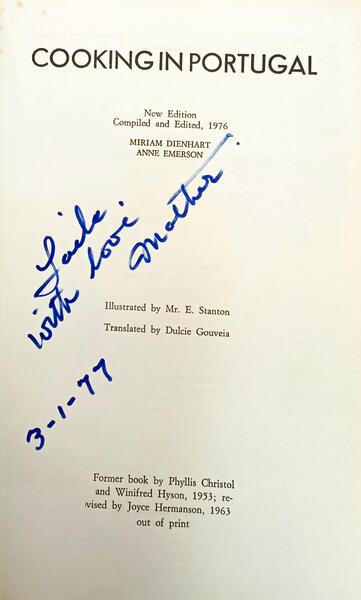 COOKING IN PORTUGAL
New Edition
Compiled and Edited, 1976
MIRIAM DIENHART
ANNE EMERSON
with love.
Mother.
Illustrated by Mr. E. Stanton
Translated by Dulcie Gouveia
3-1-77
Former book by Phyllis Christol
and Winifred Hyson, 1953; re-
vised by Joyce Hermanson, 1963
out of print